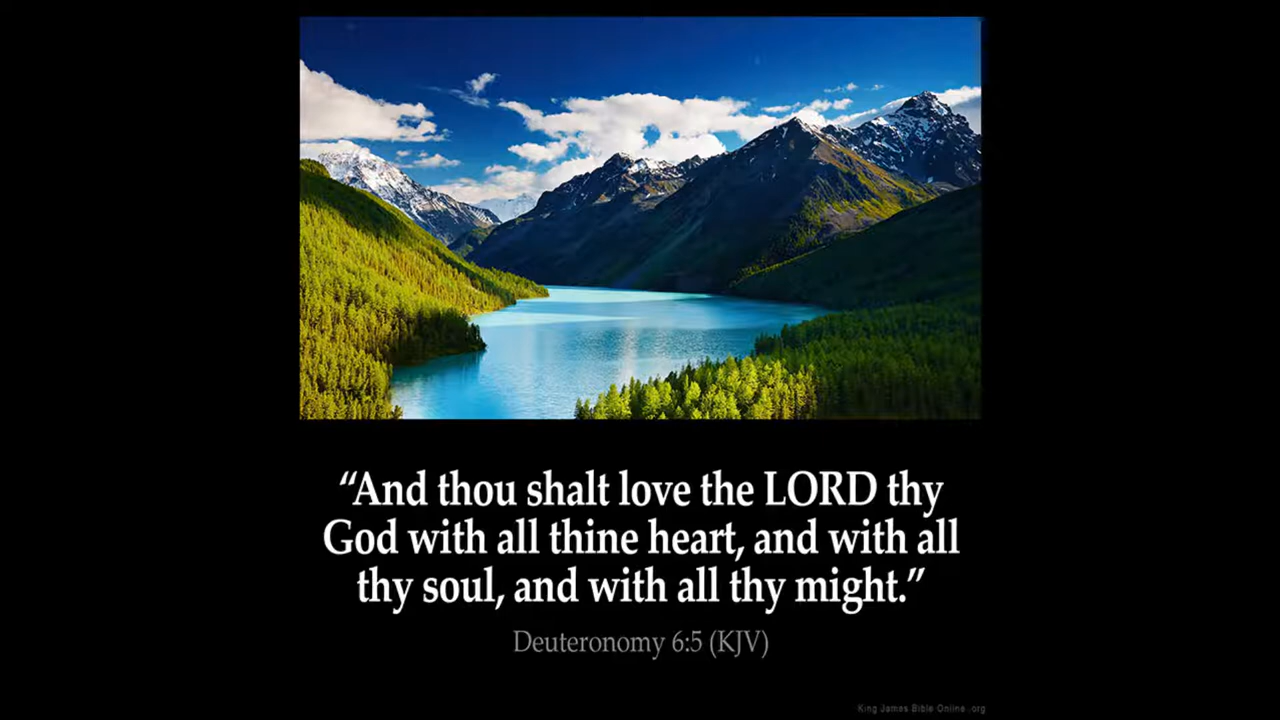 “And thou shalt love the LORD thy
God with all thine heart, and with all
thy soul, and with all thy might.”
Deuteronomy 6:5 (KJV)
King James Bible Online .org